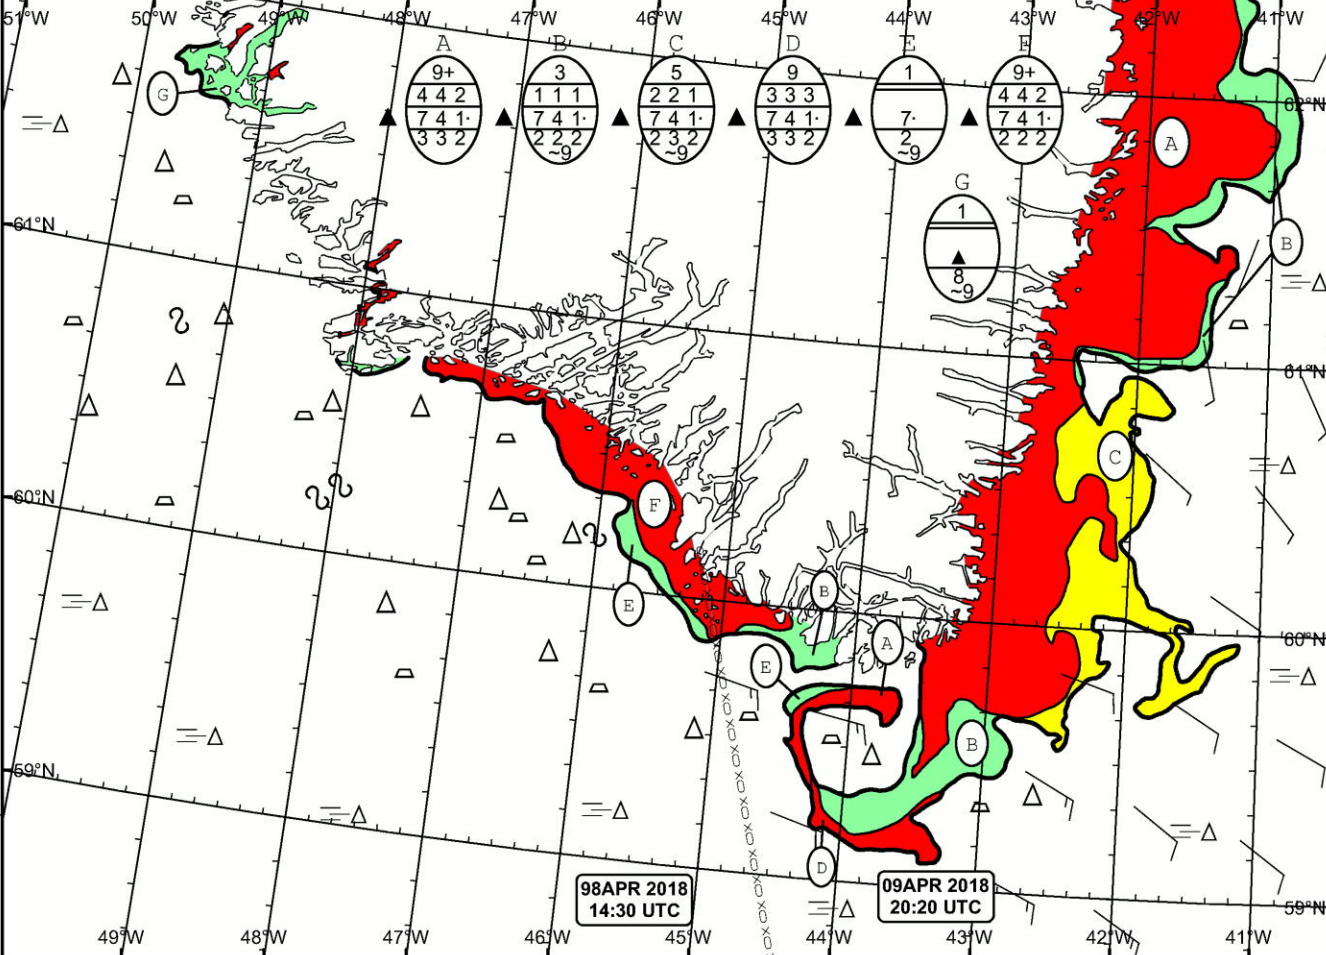 51°W 50°W 49°W 48°W 47°W 46°W 45°W 44°W 43°W 42°W 41°W
A B C D E F
9+ 3 5 9 1 9+
4 4 2 1 1 1 2 2 1 3 3 3 4 4 2
7 4 1· 7 4 1· 7 4 1· 7 4 1· 7· 7 4 1·
3 3 2 2 2 2 2 3 2 3 3 2 2 2 2 2
~9 ~9 ~9
G
62°N
A
G
1
8
~9
B
61°N
61°N
C
60°N
F
E
B
A
60°N
E
B
59°N
D
98APR 2018
14:30 UTC
09APR 2018
20:20 UTC
59°N
49°W 48°W 47°W 46°W 45°W 44°W 43°W 42°W 41°W